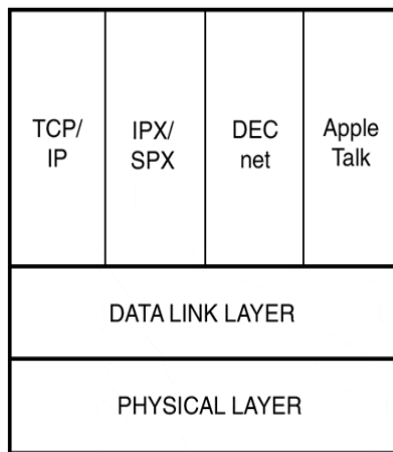 TCP/
IP
IPX/
SPX
DEC
net
Apple
Talk
DATA LINK LAYER
PHYSICAL LAYER